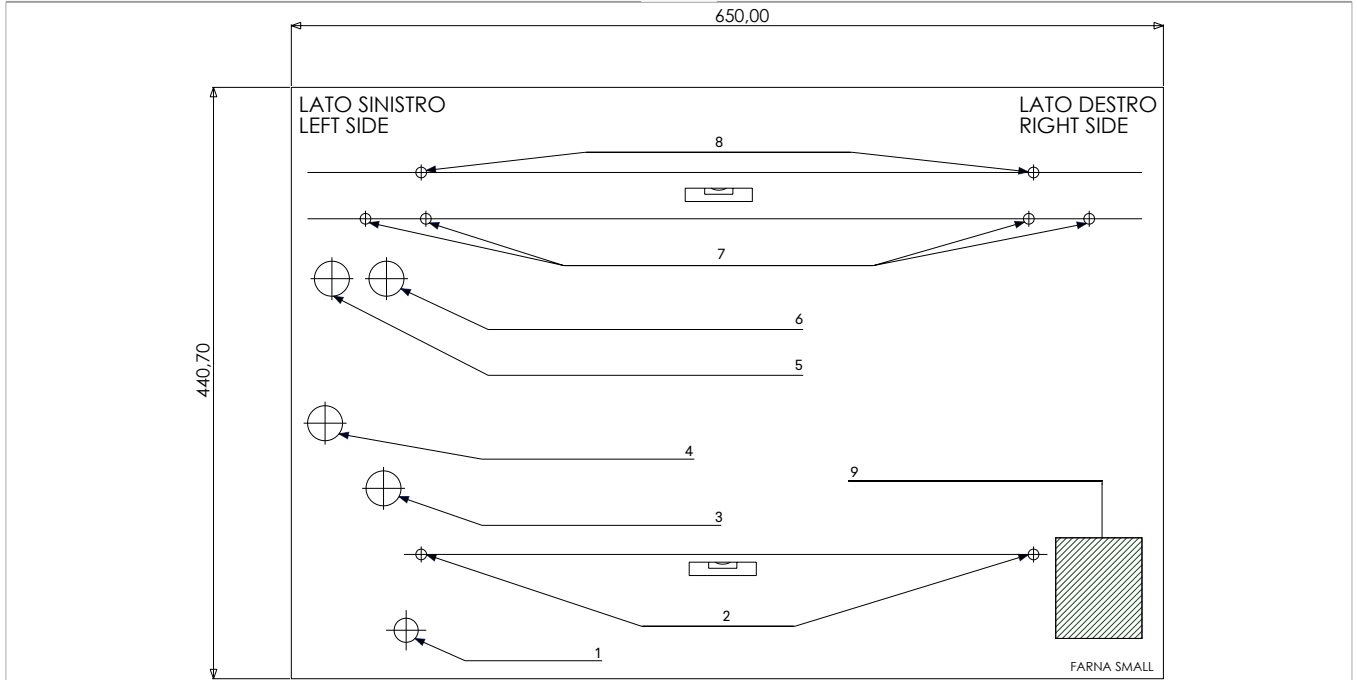 650,00
440,70
LATO SINISTRO
LEFT SIDE
LATO DESTRO
RIGHT SIDE
8
7
6
5
4
9
3
2
1
FARNA SMALL